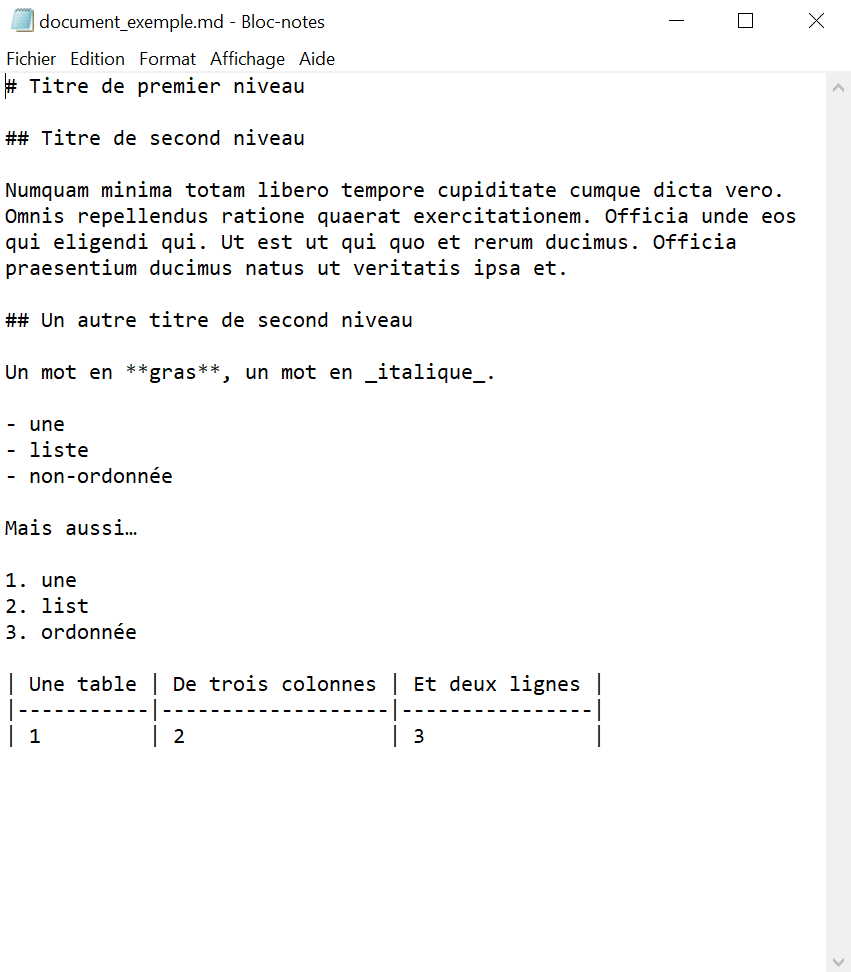 document_exemple.md - Bloc-notes
Fichier Edition Format Affichage Aide
# Titre de premier niveau
## Titre de second niveau
Numquam minima totam libero tempore cupiditate cumque dicta vero.
Omnis repellendus ratione quaerat exercitationem. Officia unde eos
qui eligendi qui. Ut est ut qui quo et rerum ducimus. Officia
praesentium ducimus natus ut veritatis ipsa et.
## Un autre titre de second niveau
Un mot en **gras**, un mot en _italique_.
- une
- liste
- non-ordonnée
Mais aussi…
1. une
2. list
3. ordonnée
| Une table | De trois colonnes | Et deux lignes |
|-----------|-------------------|----------------|
| 1         | 2                 | 3              |